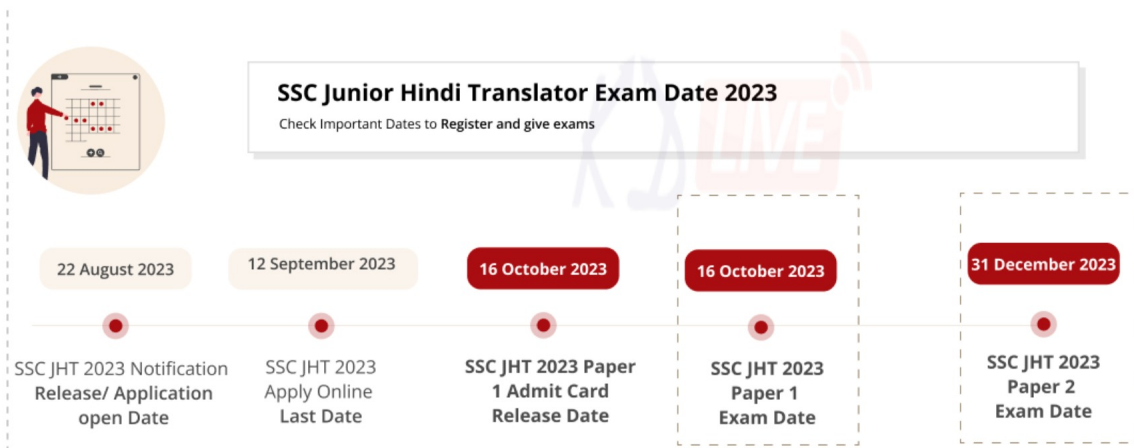 SSC Junior Hindi Translator Exam Date 2023
Check Important Dates to Register and give exams
LIVE
22 August 2023
12 September 2023
16 October 2023
16 October 2023
31 December 2023
SSC JHT 2023 Notification
Release/ Application
open Date
SSC JHT 2023
Apply Online
Last Date
SSC JHT 2023 Paper
1 Admit Card
Release Date
SSC JHT 2023
Paper 1
Exam Date
SSC JHT 2023
Paper 2
Exam Date